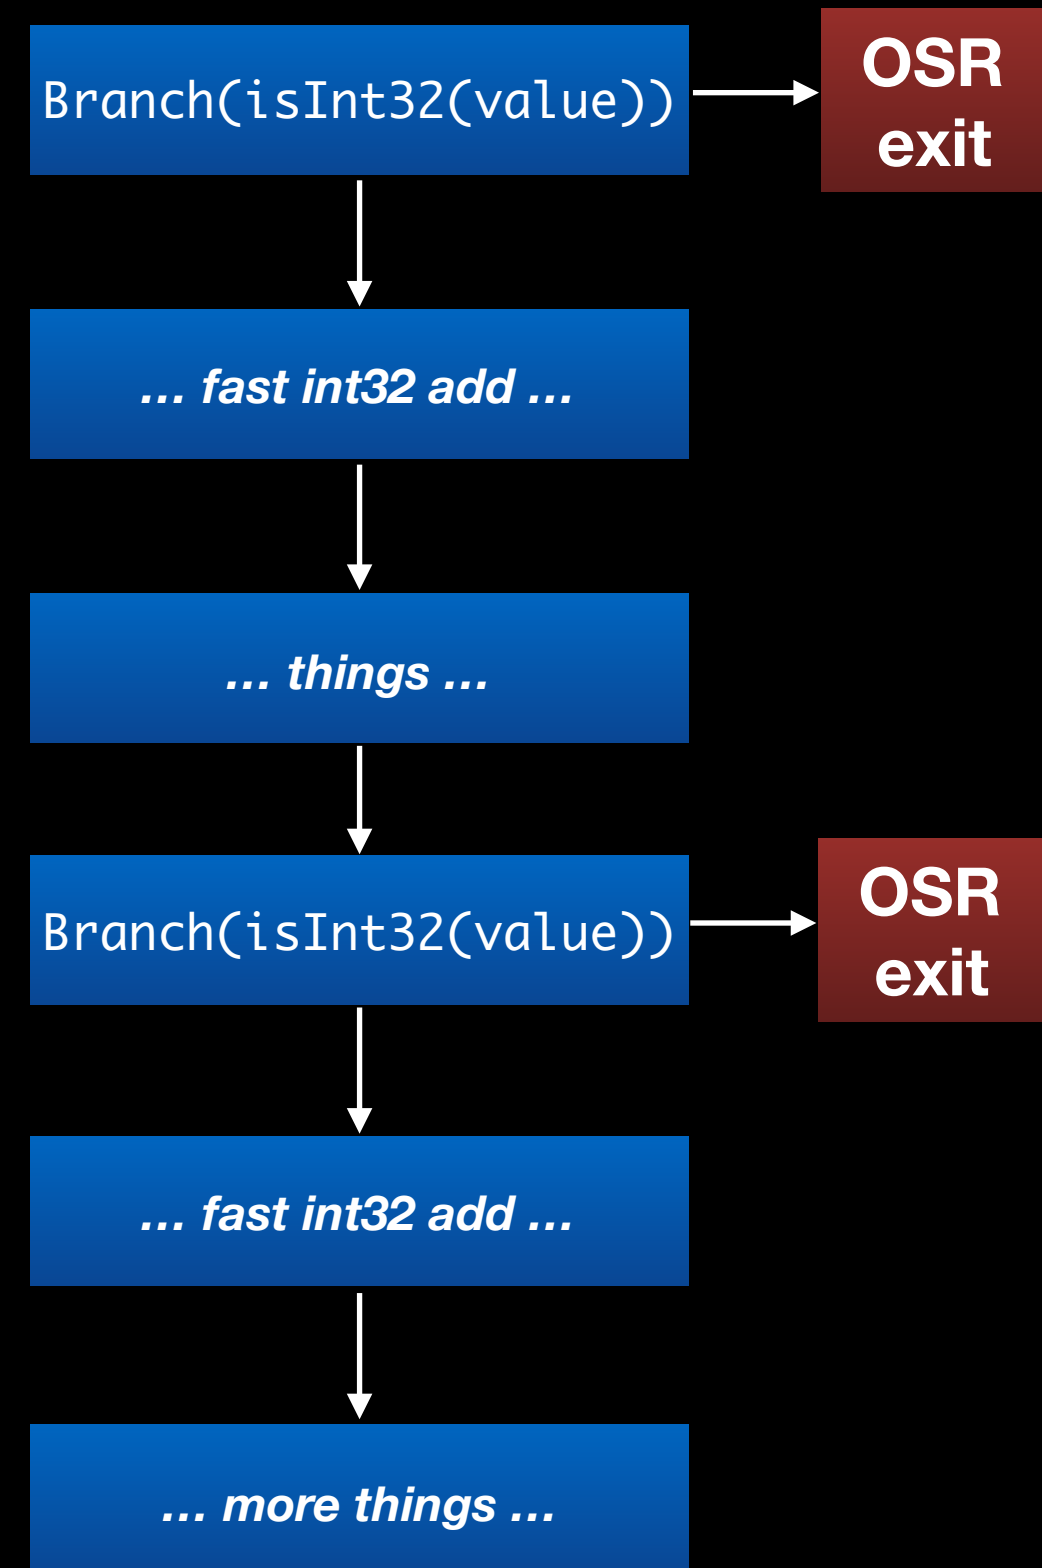 Branch(isInt32(value))
OSR
exit
... fast int32 add ...
... things ...
Branch(isInt32(value))
OSR
exit
... fast int32 add ...
... more things ...